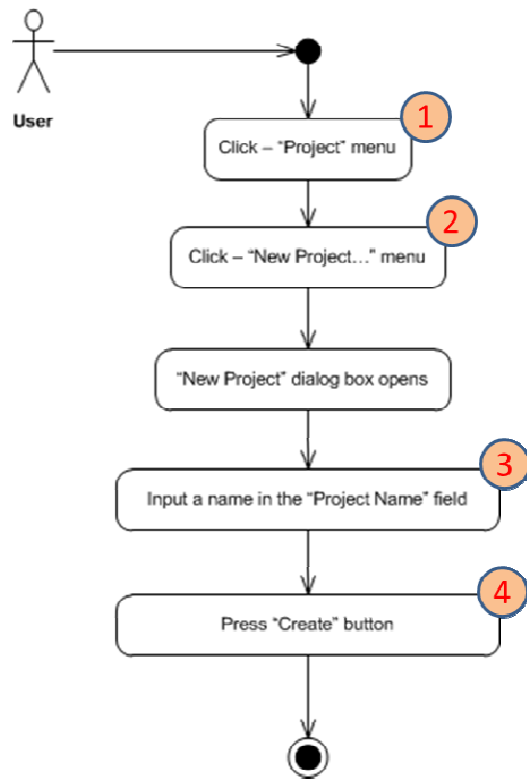 User
1
Click – “Project” menu
2
Click – “New Project…” menu
“New Project” dialog box opens
3
Input a name in the “Project Name” field
4
Press “Create” button